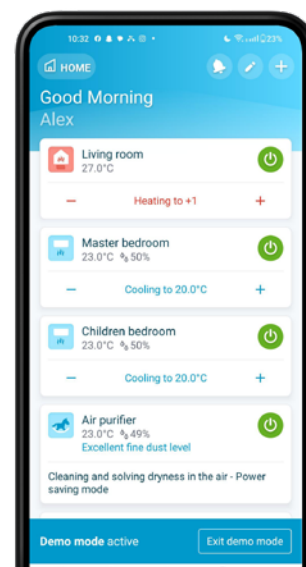 10:32
23%
HOME
Good Morning
Alex
Living room
27.0°C
− Heating to +1 +
Master bedroom
23.0°C 50%
− Cooling to 20.0°C +
Children bedroom
23.0°C 50%
− Cooling to 20.0°C +
Air purifier
23.0°C 49%
Excellent fine dust level
Cleaning and solving dryness in the air - Power
saving mode
Demo mode active
Exit demo mode